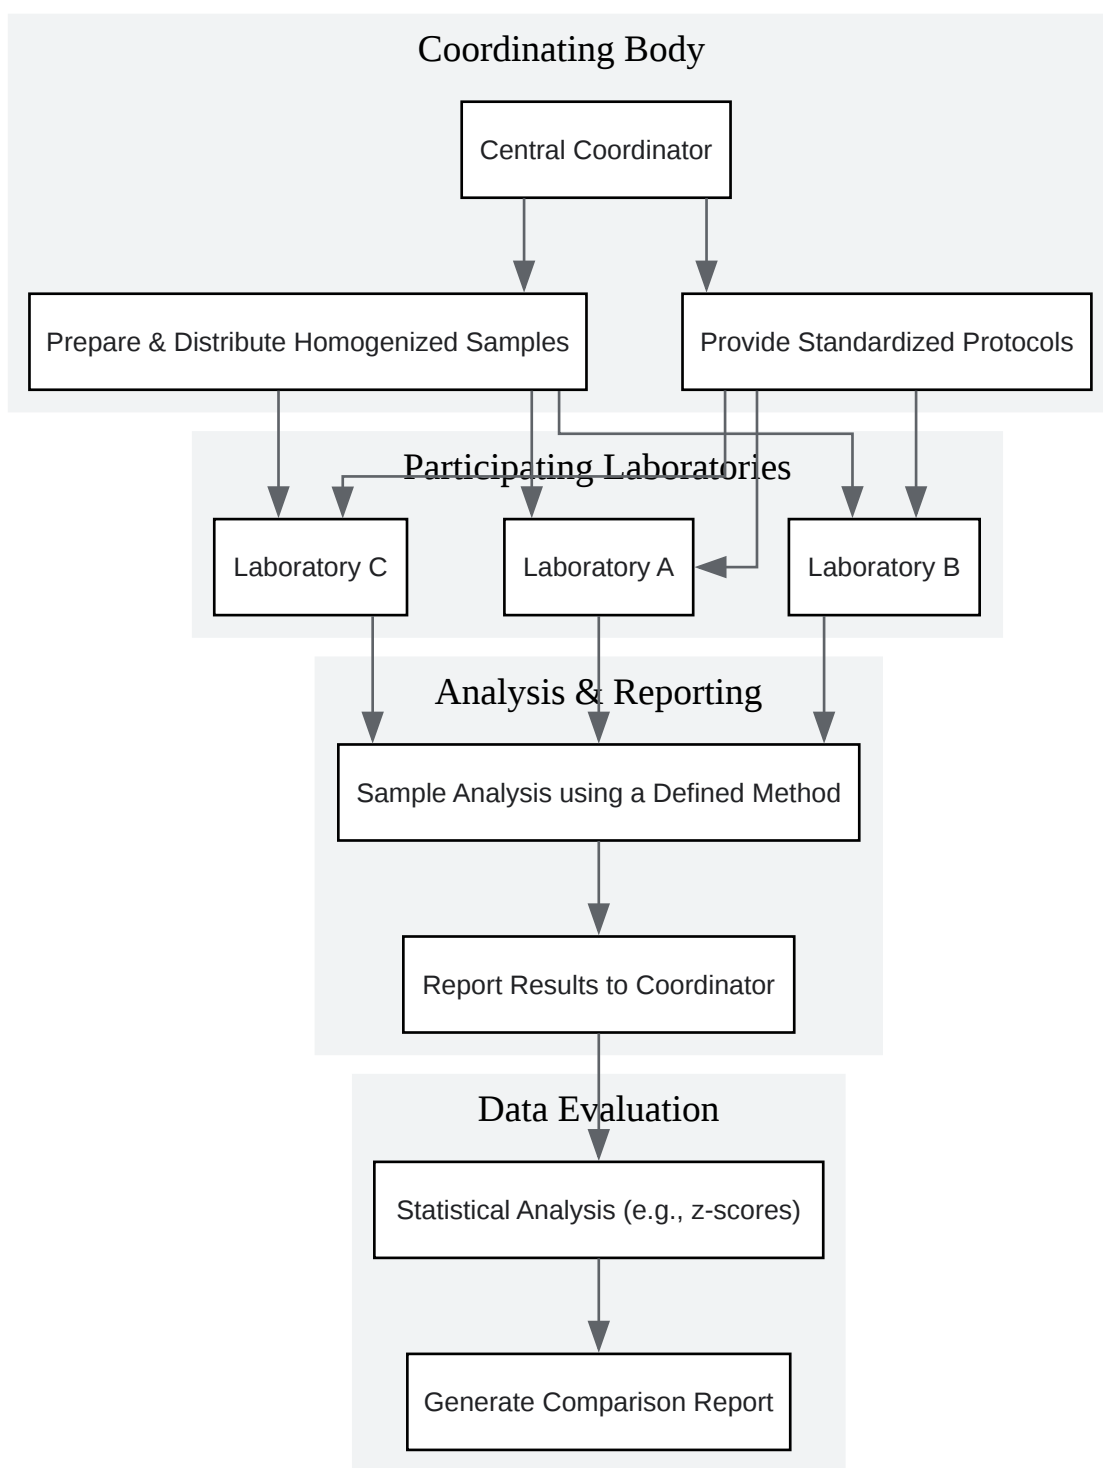 Coordinating Body
Central Coordinator
Prepare & Distribute Homogenized Samples
Provide Standardized Protocols
Participating Laboratories
Laboratory C
Laboratory A
Laboratory B
Analysis & Reporting
Sample Analysis using a Defined Method
Report Results to Coordinator
Data Evaluation
Statistical Analysis (e.g., z-scores)
Generate Comparison Report